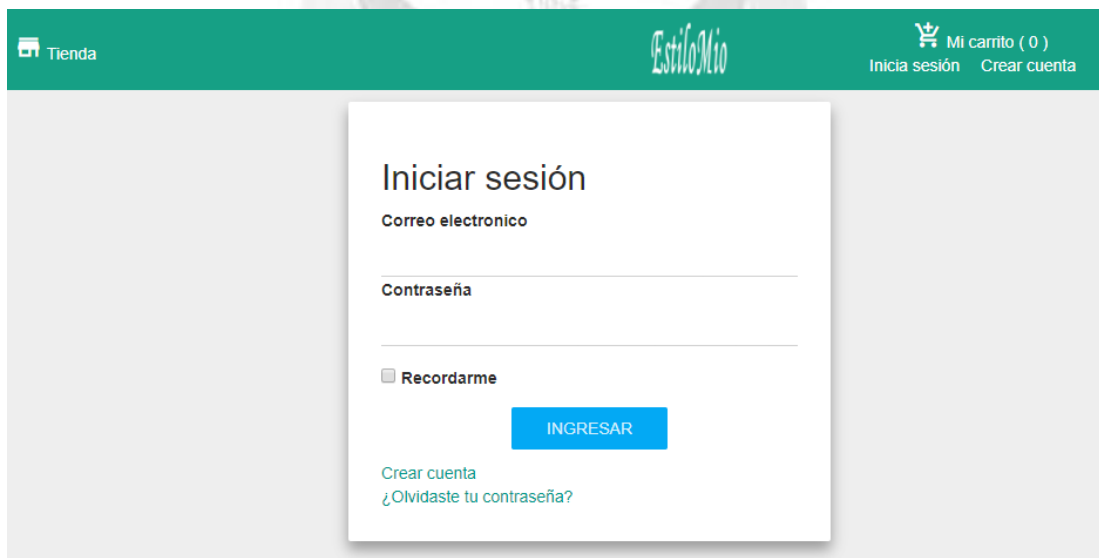 Tienda
EstiloMio
Mi carrito ( 0 )
Inicia sesión Crear cuenta
Iniciar sesión
Correo electronico
Contraseña
Recordarme
INGRESAR
Crear cuenta
¿Olvidaste tu contraseña?